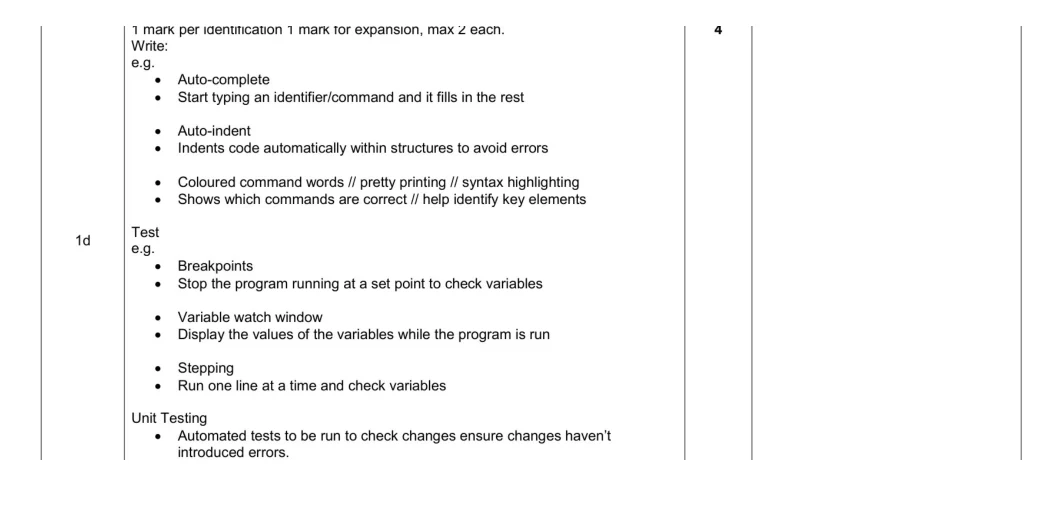 1 mark per identification 1 mark for expansion, max 2 each.
4
Write:
e.g.
• Auto-complete
• Start typing an identifier/command and it fills in the rest
• Auto-indent
• Indents code automatically within structures to avoid errors
• Coloured command words // pretty printing // syntax highlighting
• Shows which commands are correct // help identify key elements
Test
1d
e.g.
• Breakpoints
• Stop the program running at a set point to check variables
• Variable watch window
• Display the values of the variables while the program is run
• Stepping
• Run one line at a time and check variables
Unit Testing
• Automated tests to be run to check changes ensure changes haven't
introduced errors.